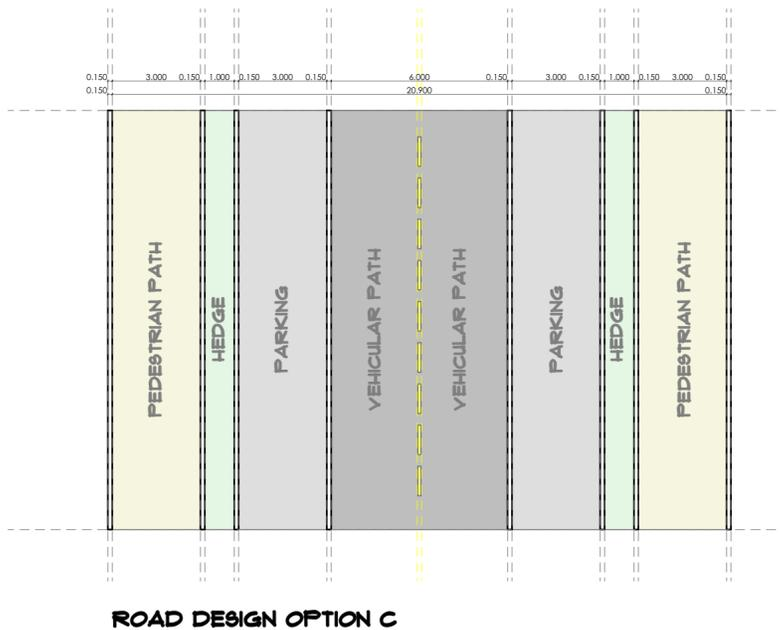 0.150 3.000 0.150 1.000 0.150 3.000 0.150 6.000 0.150 3.000 0.150 1.000 0.150 3.000 0.150
0.150 20.900 0.150
PEDESTRIAN PATH
HEDGE
PARKING
VEHICULAR PATH
VEHICULAR PATH
PARKING
HEDGE
PEDESTRIAN PATH
ROAD DESIGN OPTION C